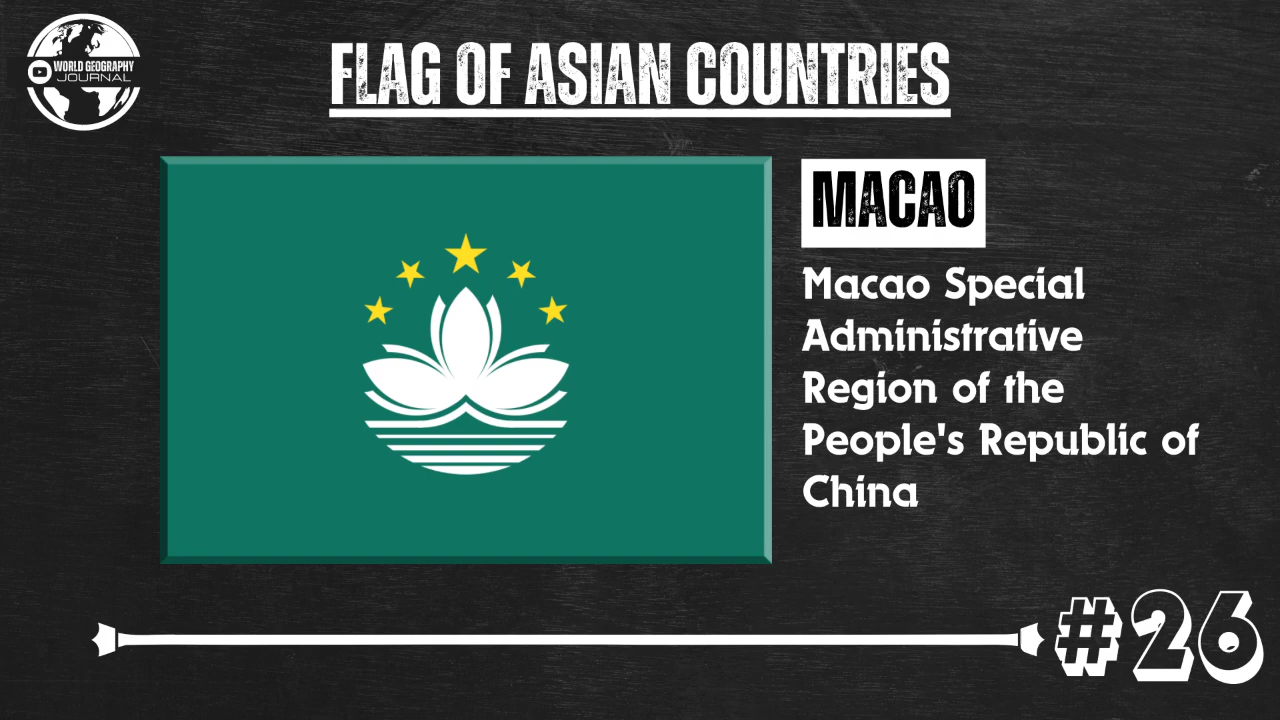 WORLD GEOGRAPHY
JOURNAL
FLAG OF ASIAN COUNTRIES
MACAO
Macao Special
Administrative
Region of the
People's Republic of
China
#26